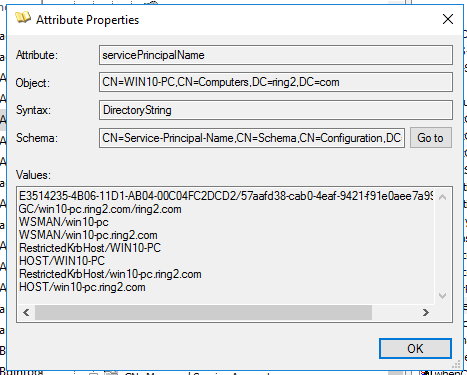 Attribute Properties
Attribute: servicePrincipalName
Object: CN=WIN10-PC,CN=Computers,DC=ring2,DC=com
Syntax: DirectoryString
Schema: CN=Service-Principal-Name,CN=Schema,CN=Configuration,DC Go to
Values:
E3514235-4B06-11D1-AB04-00C04FC2DCD2/57aafd38-cab0-4eaf-9421-f91e0aee7a99
GC/win10-pc.ring2.com/ring2.com
WSMAN/win10-pc
WSMAN/win10-pc.ring2.com
RestrictedKrbHost/WIN10-PC
HOST/WIN10-PC
RestrictedKrbHost/win10-pc.ring2.com
HOST/win10-pc.ring2.com
OK